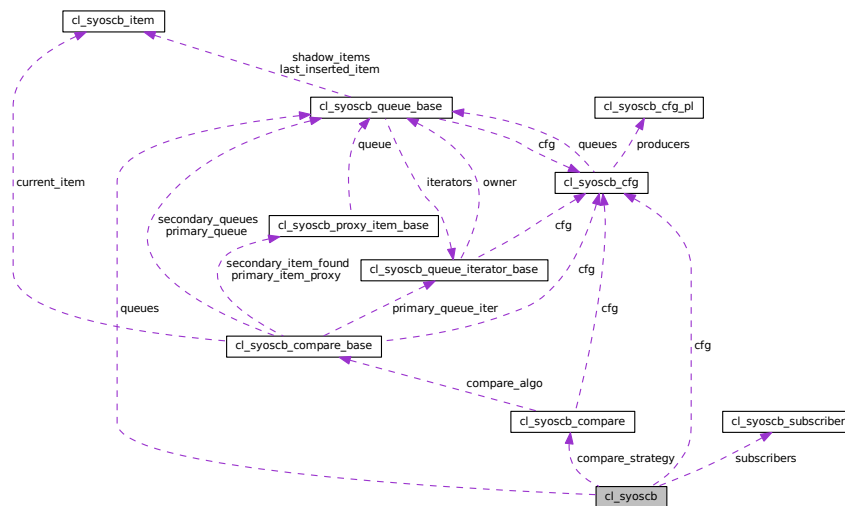 cl_syoscb_item
shadow_items
last_inserted_item
cl_syoscb_queue_base
cl_syoscb_cfg_pl
queue
cfg
queues
producers
current_item
iterators
owner
cl_syoscb_cfg
secondary_queues
primary_queue
cl_syoscb_proxy_item_base
cfg
secondary_item_found
primary_item_proxy
cl_syoscb_queue_iterator_base
cfg
queues
primary_queue_iter
cfg
cl_syoscb_compare_base
cfg
compare_algo
cl_syoscb_compare
cl_syoscb_subscriber
compare_strategy
subscribers
cl_syoscb